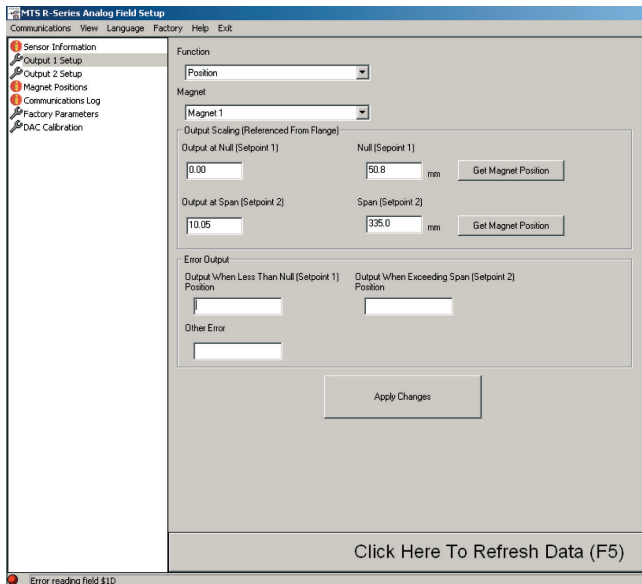 MTS R-Series Analog Field Setup
Communications View Language Factory Help Exit
Sensor Information
Output 1 Setup
Output 2 Setup
Magnet Positions
Communications Log
Factory Parameters
DAC Calibration
Function
Position
Magnet
Magnet 1
Output Scaling (Referenced From Flange)
Output at Null (Setpoint 1) Null (Sepoint 1)
0.00 50.8 mm Get Magnet Position
Output at Span (Setpoint 2) Span (Setpoint 2)
10.05 335.0 mm Get Magnet Position
Error Output
Output When Less Than Null (Setpoint 1) Position
Output When Exceeding Span (Setpoint 2) Position
Other Error
Apply Changes
Click Here To Refresh Data (F5)
Error reading field $1D